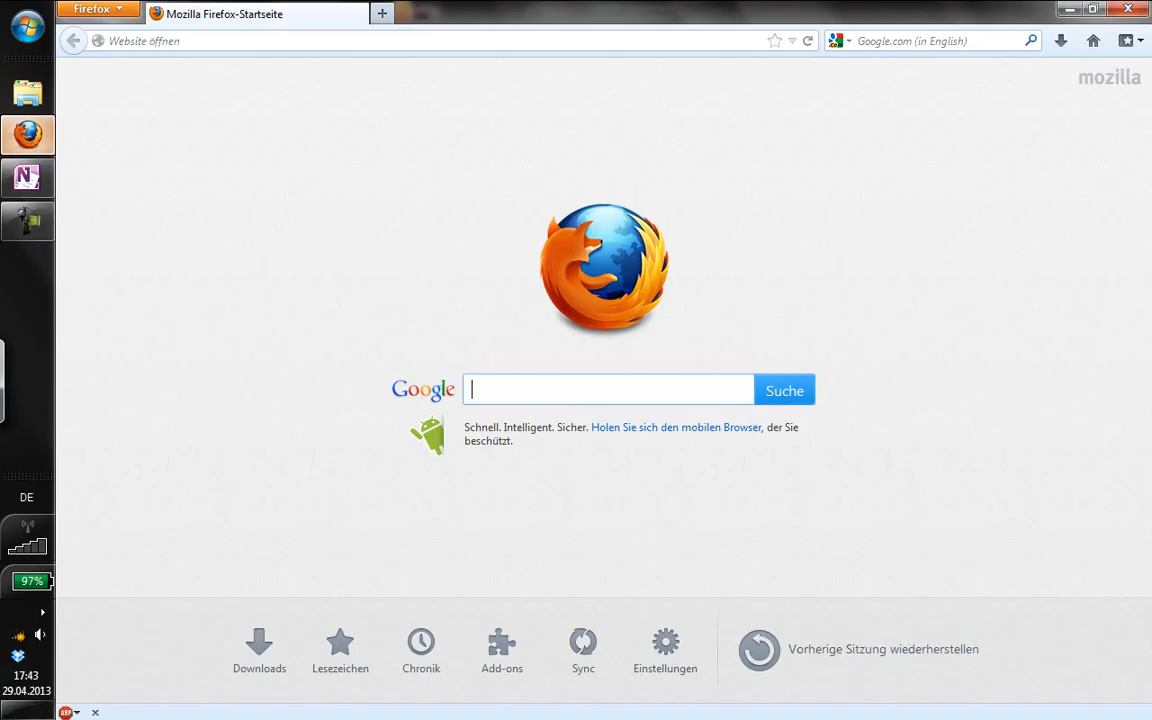 Firefox
Mozilla Firefox-Startseite
Website öffnen
Google.com (in English)
mozilla
Google
Suche
Schnell. Intelligent. Sicher. Holen Sie sich den mobilen Browser, der Sie
beschützt.
DE
97%
17:43
29.04.2013
Downloads
Lesezeichen
Chronik
Add-ons
Sync
Einstellungen
Vorherige Sitzung wiederherstellen
ABP